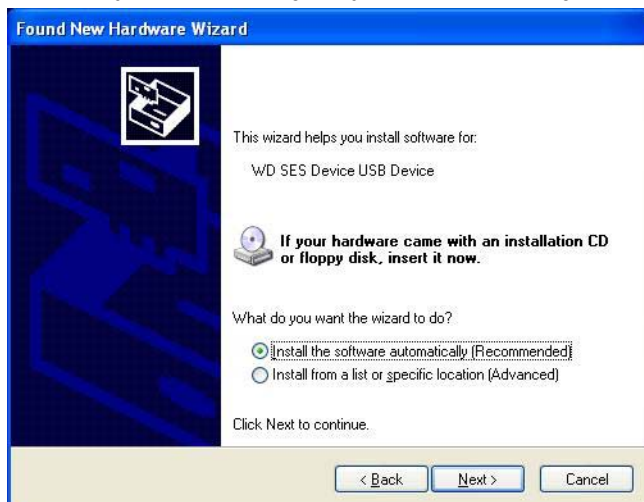 Found New Hardware Wizard
This wizard helps you install software for:
WD SES Device USB Device
If your hardware came with an installation CD
or floppy disk, insert it now.
What do you want the wizard to do?
Install the software automatically (Recommended)
Install from a list or specific location (Advanced)
Click Next to continue.
< Back Next > Cancel